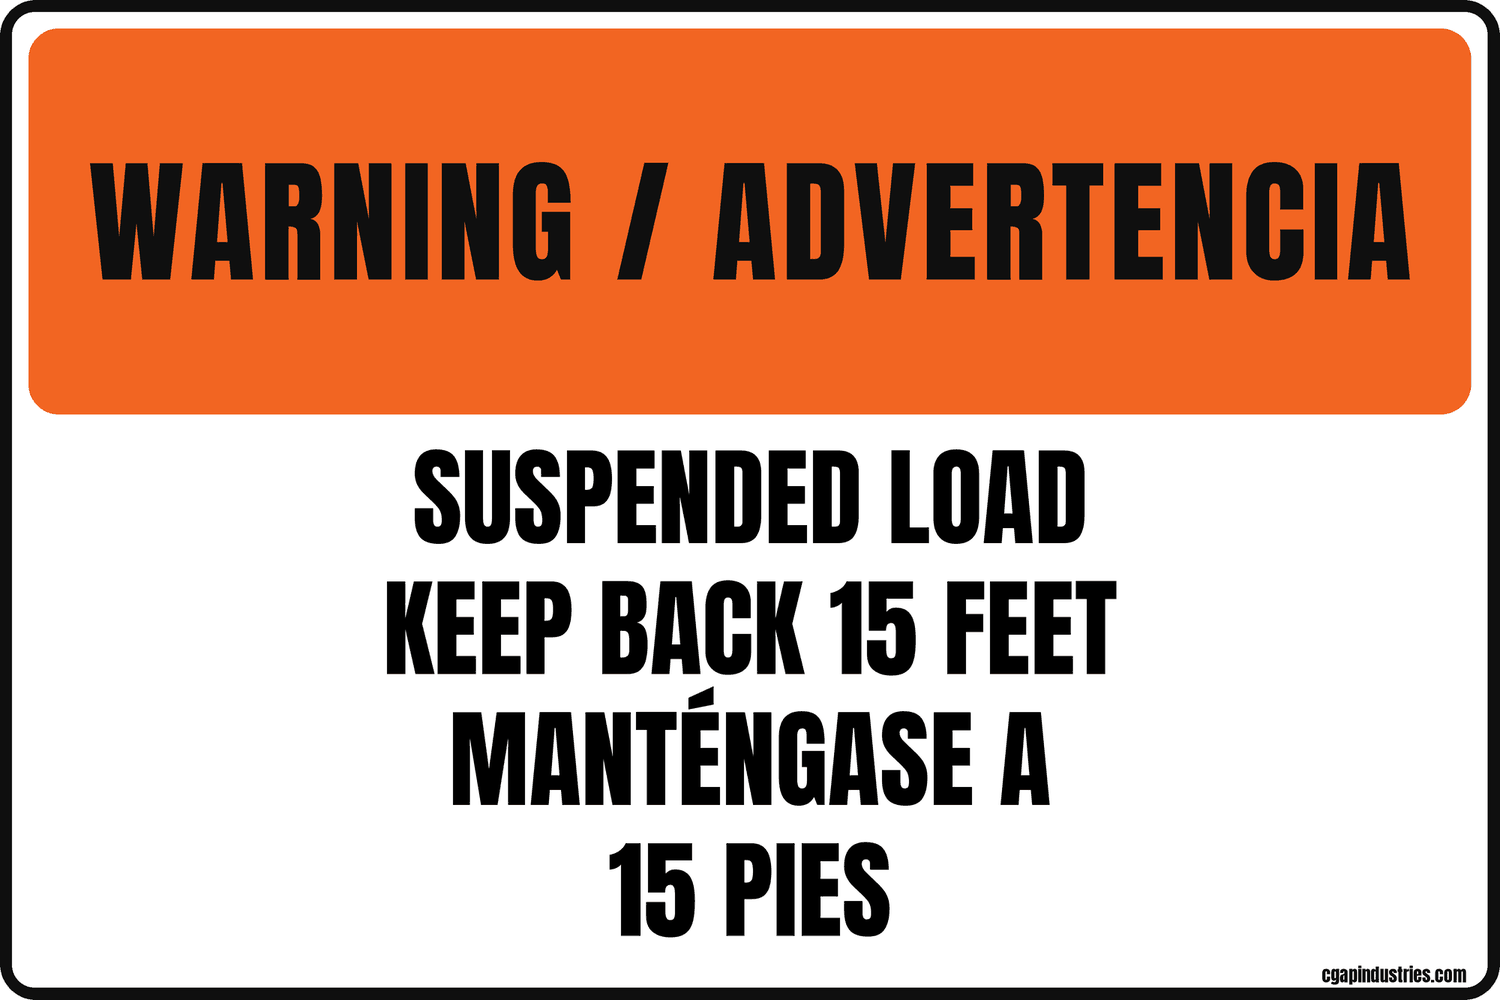 WARNING / ADVERTENCIA
SUSPENDED LOAD
KEEP BACK 15 FEET
MANTÉNGASE A
15 PIES
cgapindustries.com